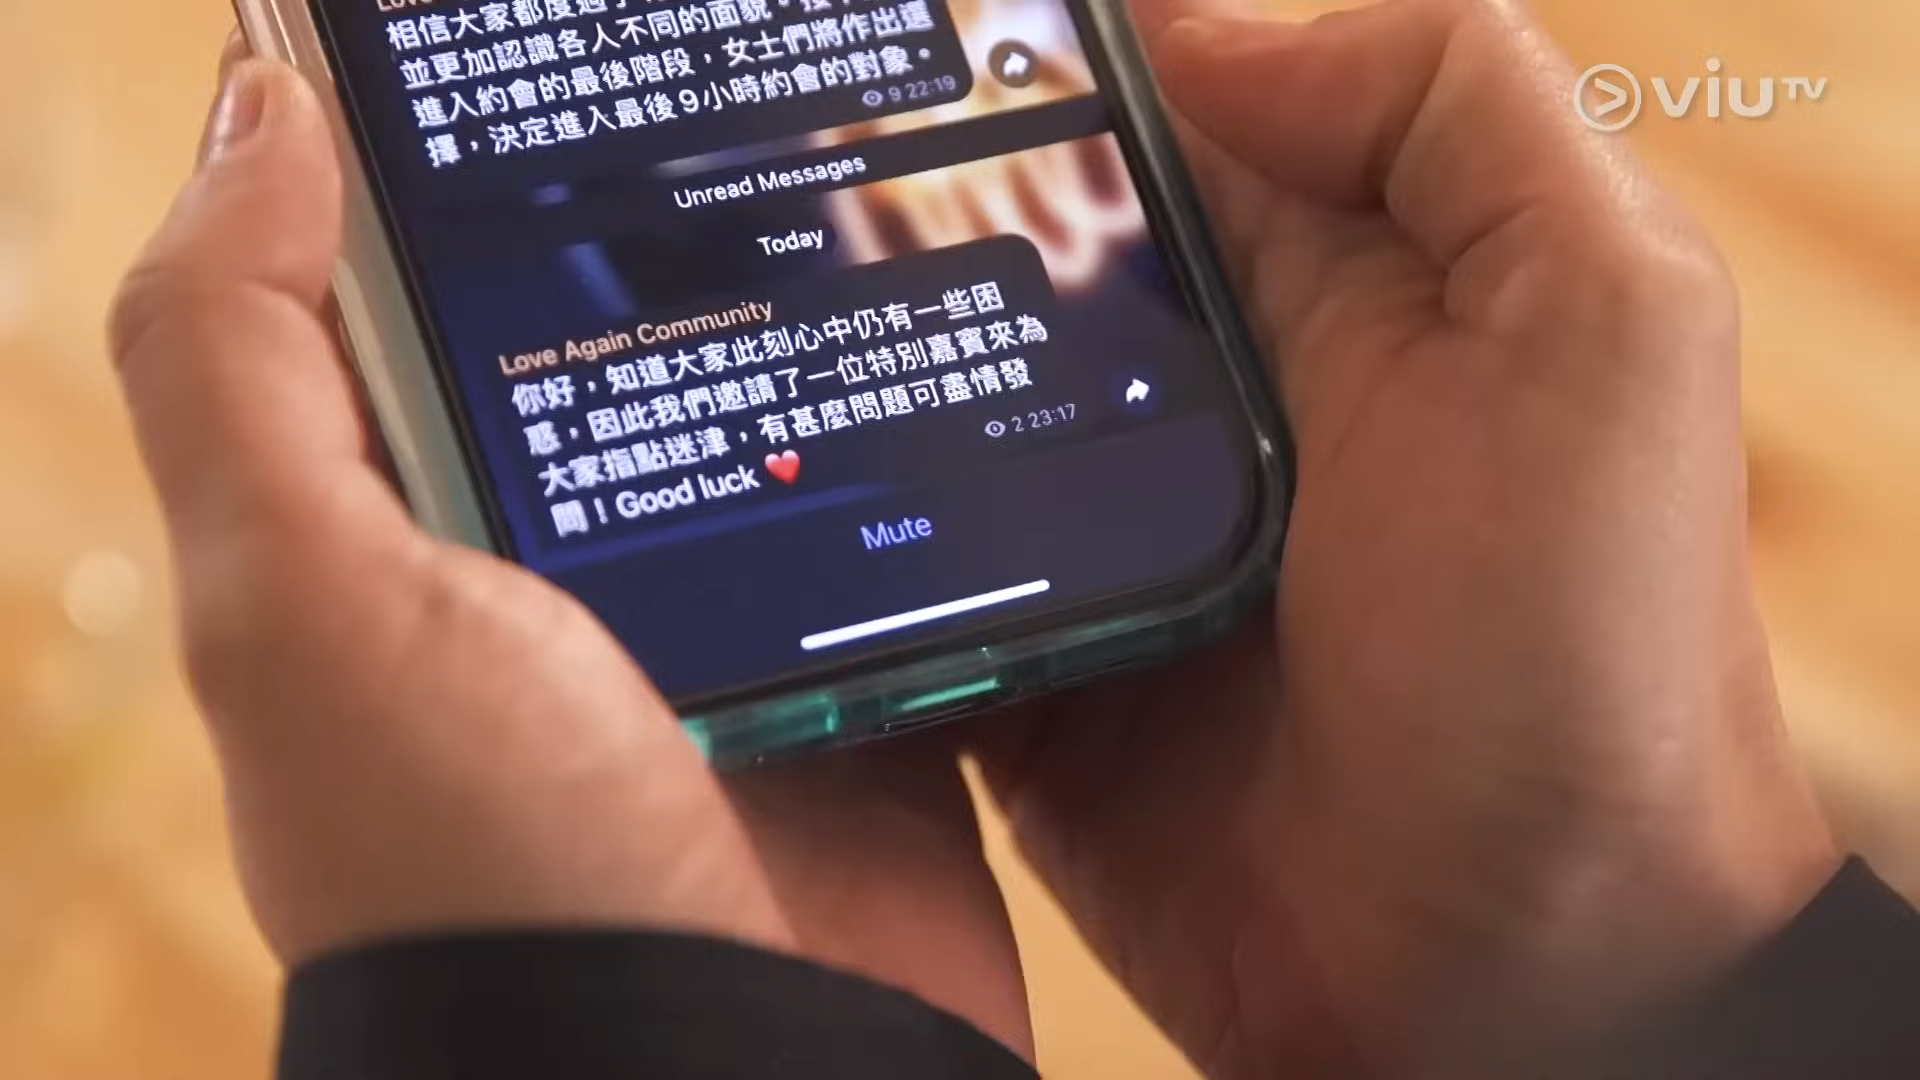 相信大家都度過了
並更加認識各人不同的面貌。接
進入約會的最後階段，女士們將作出選
擇，決定進入最後9小時約會的對象。
9 22:19
Unread Messages
Today
Love Again Community
你好，知道大家此刻心中仍有一些困
惑，因此我們邀請了一位特別嘉賓來為
大家指點迷津，有甚麼問題可盡情發
問！Good luck ❤️
2 23:17
Mute
viuTV